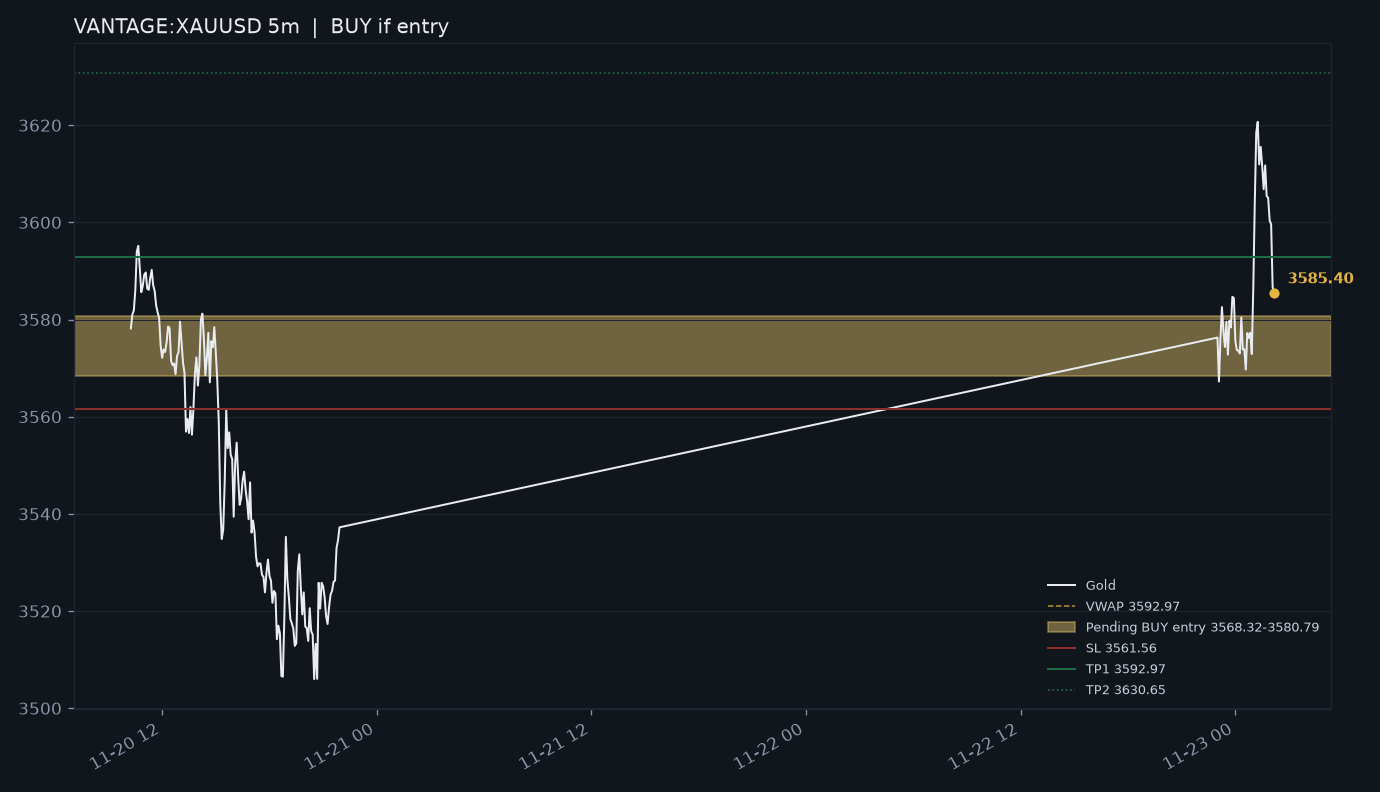 VANTAGE:XAUUSD 5m | BUY if entry
3620
3600
3580
3560
3540
3520
3500
3585.40
Gold
VWAP 3592.97
Pending BUY entry 3568.32-3580.79
SL 3561.56
TP1 3592.97
TP2 3630.65
11-20 12
11-21 00
11-21 12
11-22 00
11-22 12
11-23 00